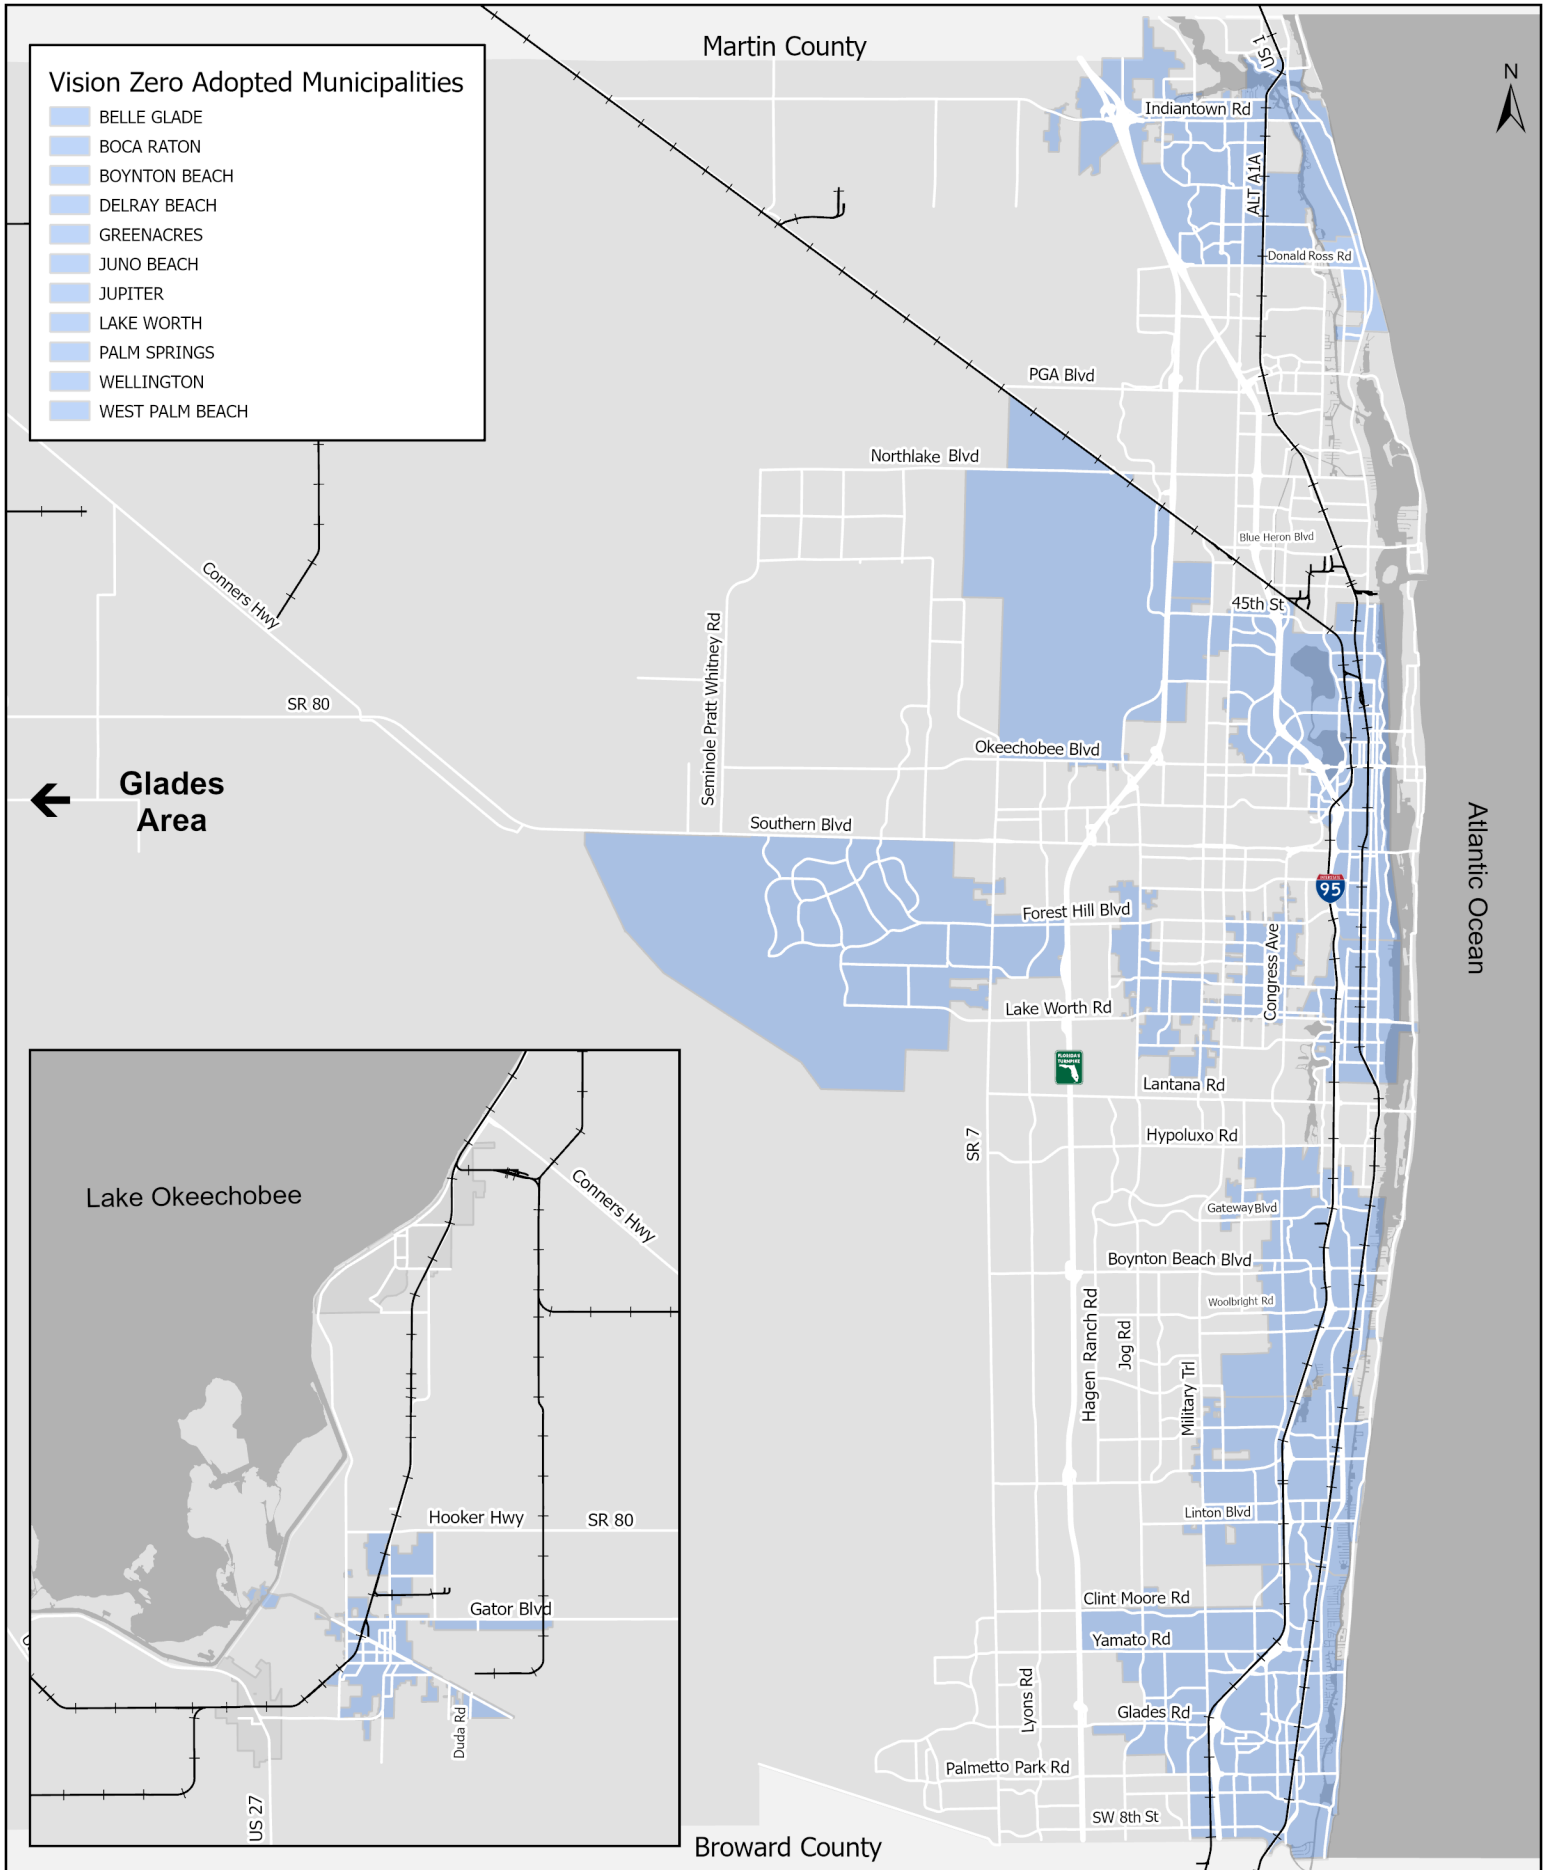 Martin County
US 1
N
Vision Zero Adopted Municipalities
BELLE GLADE
BOCA RATON
BOYNTON BEACH
DELRAY BEACH
GREENACRES
JUNO BEACH
JUPITER
LAKE WORTH
PALM SPRINGS
WELLINGTON
WEST PALM BEACH
Indiantown Rd
ALT A1A
Donald Ross Rd
PGA Blvd
Northlake Blvd
Blue Heron Blvd
45th St
Conners Hwy
SR 80
Seminole Pratt Whitney Rd
Okeechobee Blvd
Glades
Area
Southern Blvd
Atlantic Ocean
INTERSTATE
95
Forest Hill Blvd
Congress Ave
Lake Worth Rd
FLORIDA'S
TURNPIKE
Lantana Rd
SR 7
Hypoluxo Rd
Lake Okeechobee
Conners Hwy
Gateway Blvd
Boynton Beach Blvd
Woolbright Rd
Hagen Ranch Rd
Jog Rd
Military Trl
Hooker Hwy
SR 80
Linton Blvd
Gator Blvd
Clint Moore Rd
Yamato Rd
Lyons Rd
Glades Rd
Duda Rd
Palmetto Park Rd
US 27
SW 8th St
Broward County